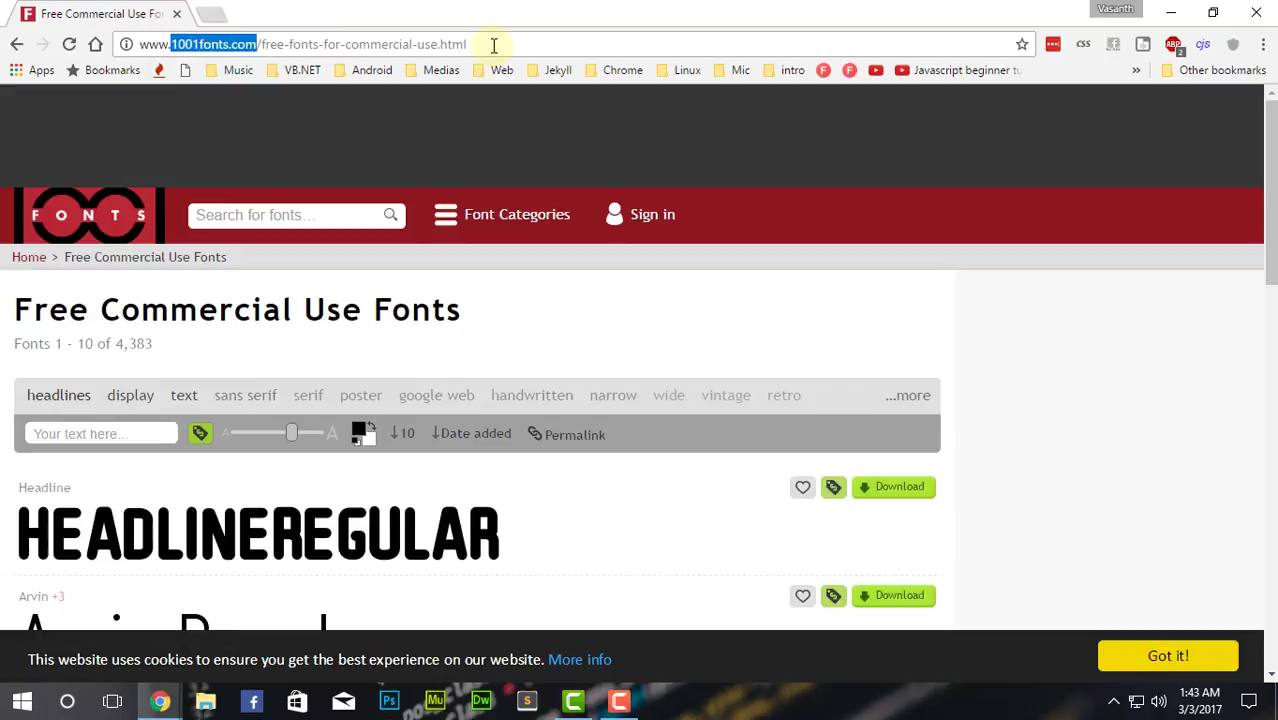 Free Commercial Use Fo
Vasanth
www.1001fonts.com/free-fonts-for-commercial-use.html
Apps Bookmarks Music VB.NET Android Medias Web Jekyll Chrome Linux Mic intro Javascript beginner tu » Other bookmarks
FONTS
Search for fonts...
Font Categories
Sign in
Home > Free Commercial Use Fonts
Free Commercial Use Fonts
Fonts 1 - 10 of 4,383
headlines display text sans serif serif poster google web handwritten narrow wide vintage retro ...more
Your text here... A A ↓10 ↓Date added Permalink
Headline
Download
HEADLINEREGULAR
Arvin +3
Download
This website uses cookies to ensure you get the best experience on our website. More info
Got it!
1:43 AM
3/3/2017